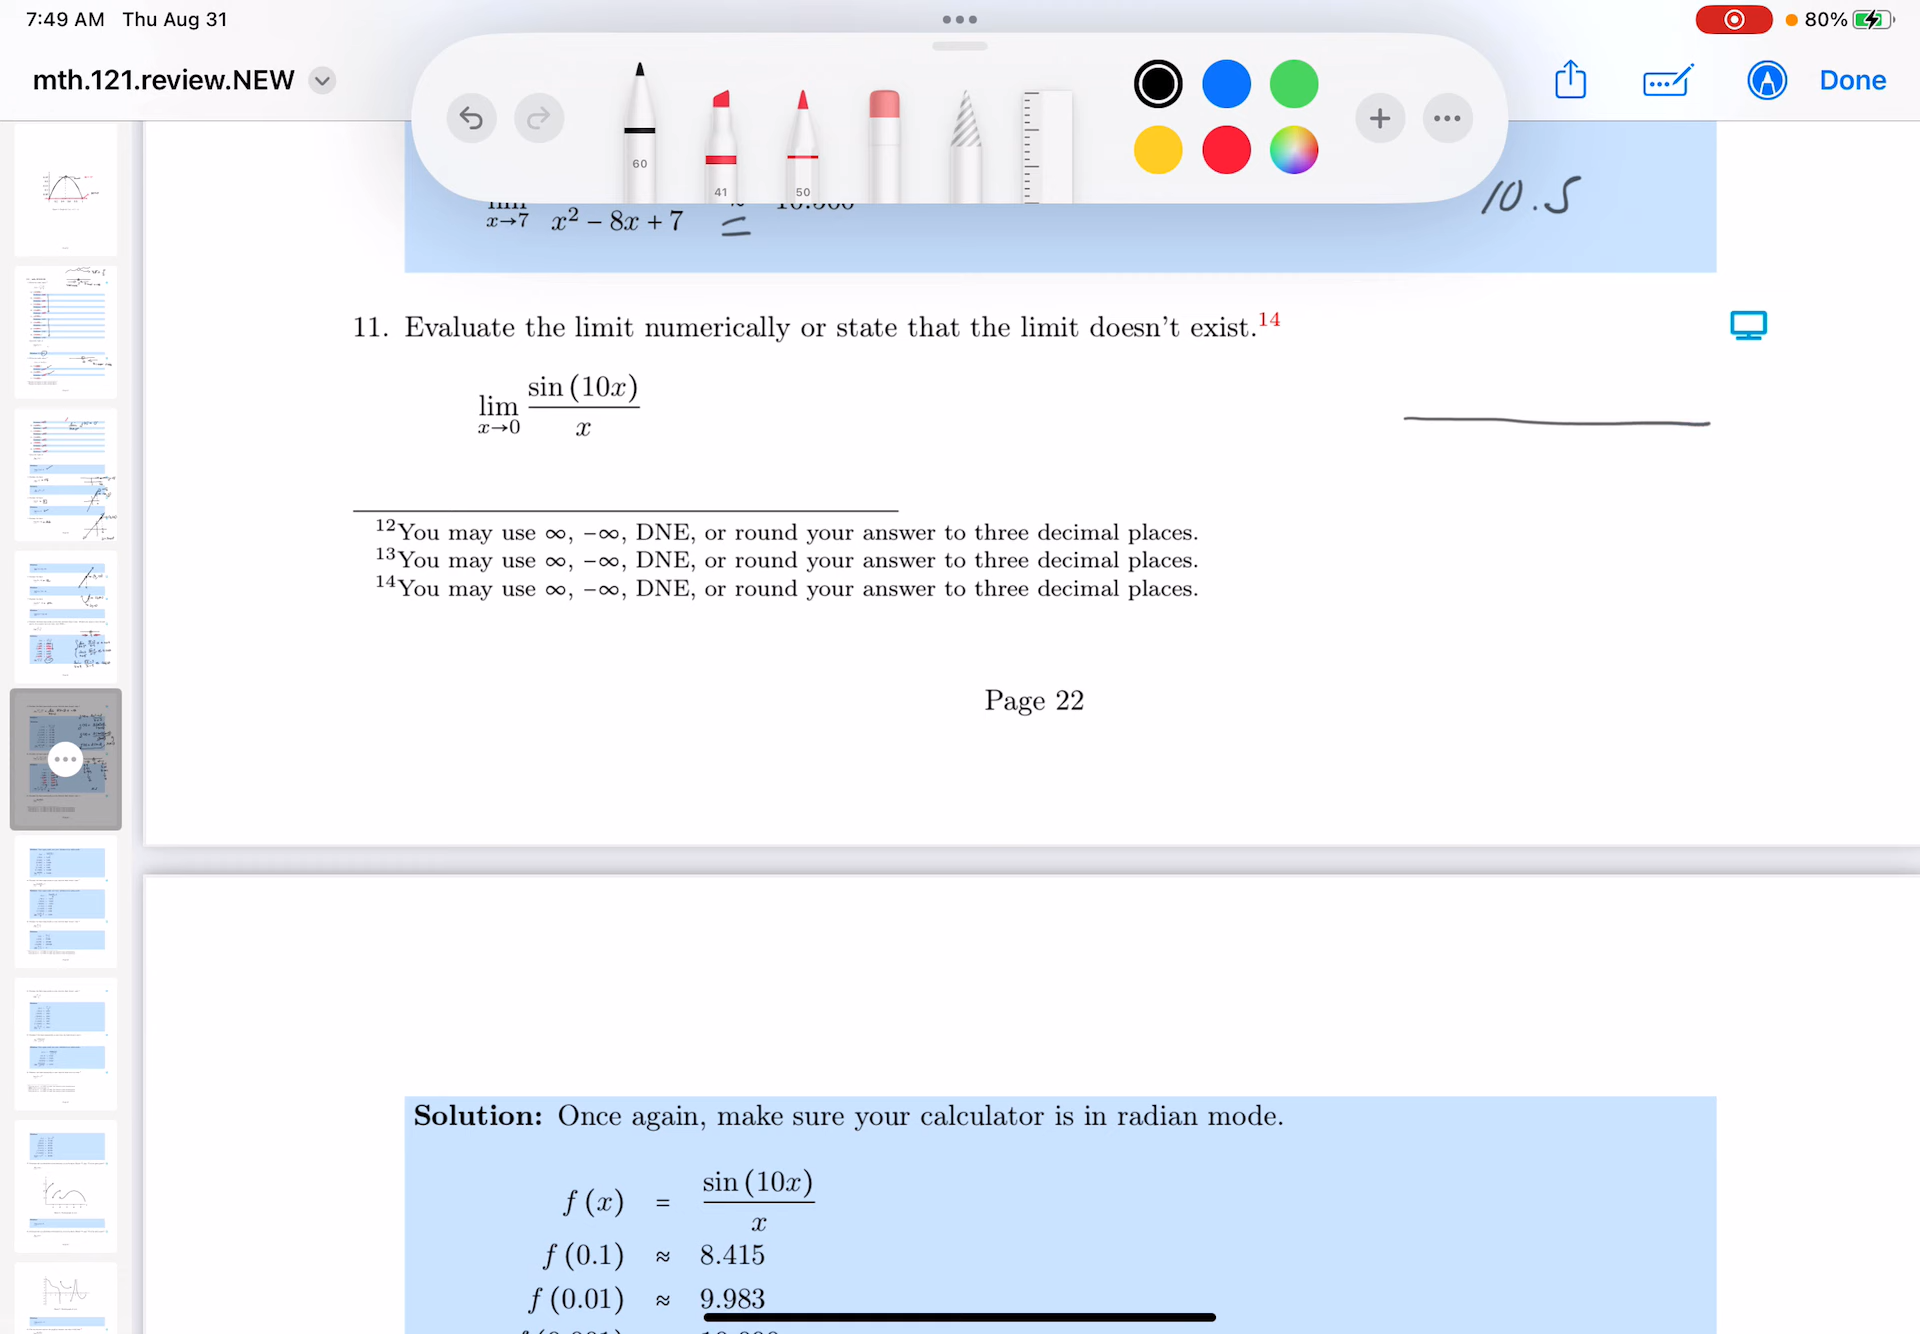 7:49 AM Thu Aug 31
80%
mth.121.review.NEW
Done
60
41
50
x→7 x² − 8x + 7 =
10.5
11. Evaluate the limit numerically or state that the limit doesn't exist.14
lim x→0 sin (10x) / x
12You may use ∞, −∞, DNE, or round your answer to three decimal places.
13You may use ∞, −∞, DNE, or round your answer to three decimal places.
14You may use ∞, −∞, DNE, or round your answer to three decimal places.
Page 22
Solution: Once again, make sure your calculator is in radian mode.
f (x) = sin (10x) / x
f (0.1) ≈ 8.415
f (0.01) ≈ 9.983